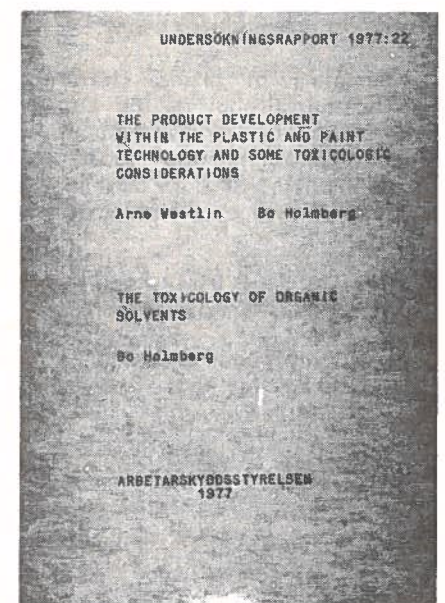 UNDERSÖKNINGSRAPPORT 1977:22
THE PRODUCT DEVELOPMENT
WITHIN THE PLASTIC AND PAINT
TECHNOLOGY AND SOME TOXICOLOGIC
CONSIDERATIONS
Arne Westlin Bo Holmberg
THE TOXICOLOGY OF ORGANIC
SOLVENTS
Bo Holmberg
ARBETARSKYDDSSTYRELSEN
1977